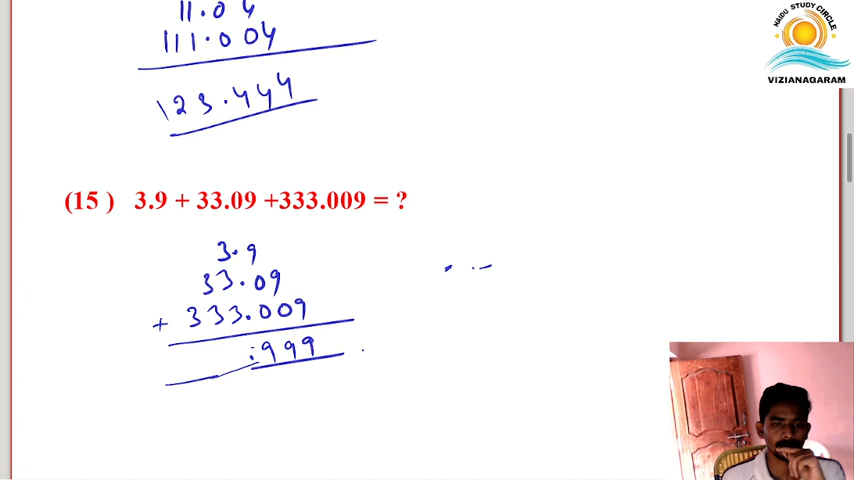 11.04
111.004
123.444
NAIDU STUDY CIRCLE
VIZIANAGARAM
(15 ) 3.9 + 33.09 +333.009 = ?
3.9
33.09
+ 333.009
.999